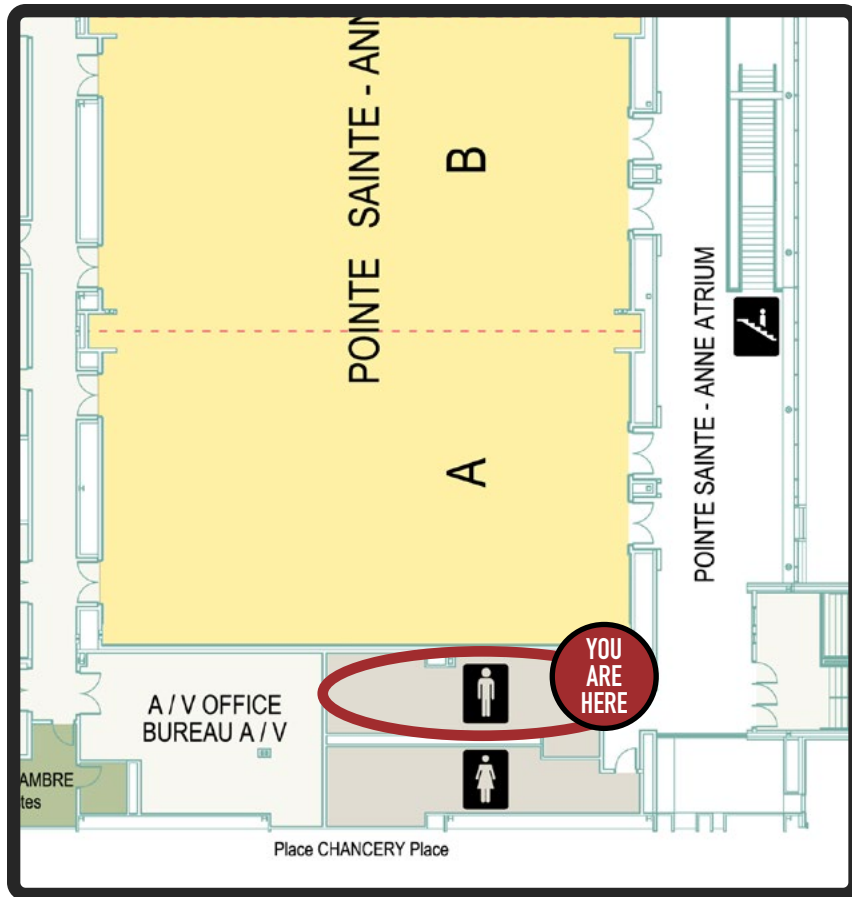 POINTE SAINTE - ANN
B
A
POINTE SAINTE - ANNE ATRIUM
YOU
ARE
HERE
A / V OFFICE
BUREAU A / V
AMBRE
tes
Place CHANCERY Place